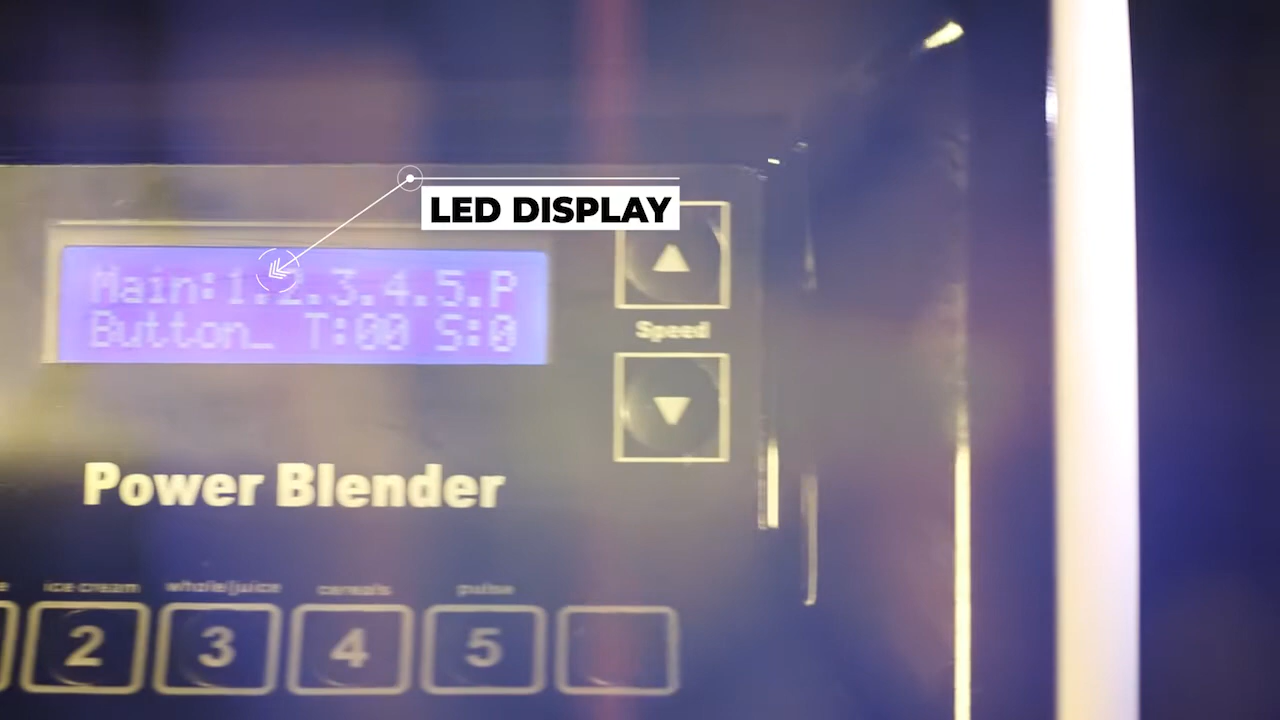 LED DISPLAY
Main:1.2.3.4.5.P
Button_ T:00 S:0
Speed
Power Blender
ice cream
whole/juice
cereals
pulse
2
3
4
5